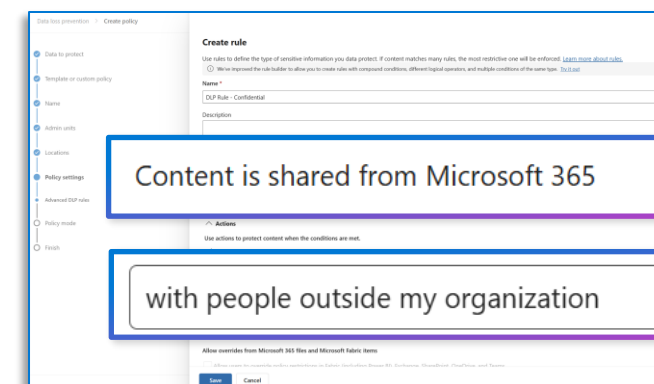 Data loss prevention > Create policy
Create rule
Data to protect
Use rules to define the type of sensitive information you data protect. If content matches many rules, the most restrictive one will be enforced. Learn more about rules.
We've improved the rule builder to allow you to create rules with compound conditions, different logical operators, and multiple conditions of the same type. Try it out
Template or custom policy
Name *
DLP Rule - Confidential
Name
Description
Admin units
Locations
Content is shared from Microsoft 365
Policy settings
Advanced DLP rules
Policy mode
Actions
Use actions to protect content when the conditions are met.
Finish
with people outside my organization
Allow overrides from Microsoft 365 files and Microsoft Fabric items
Save
Cancel